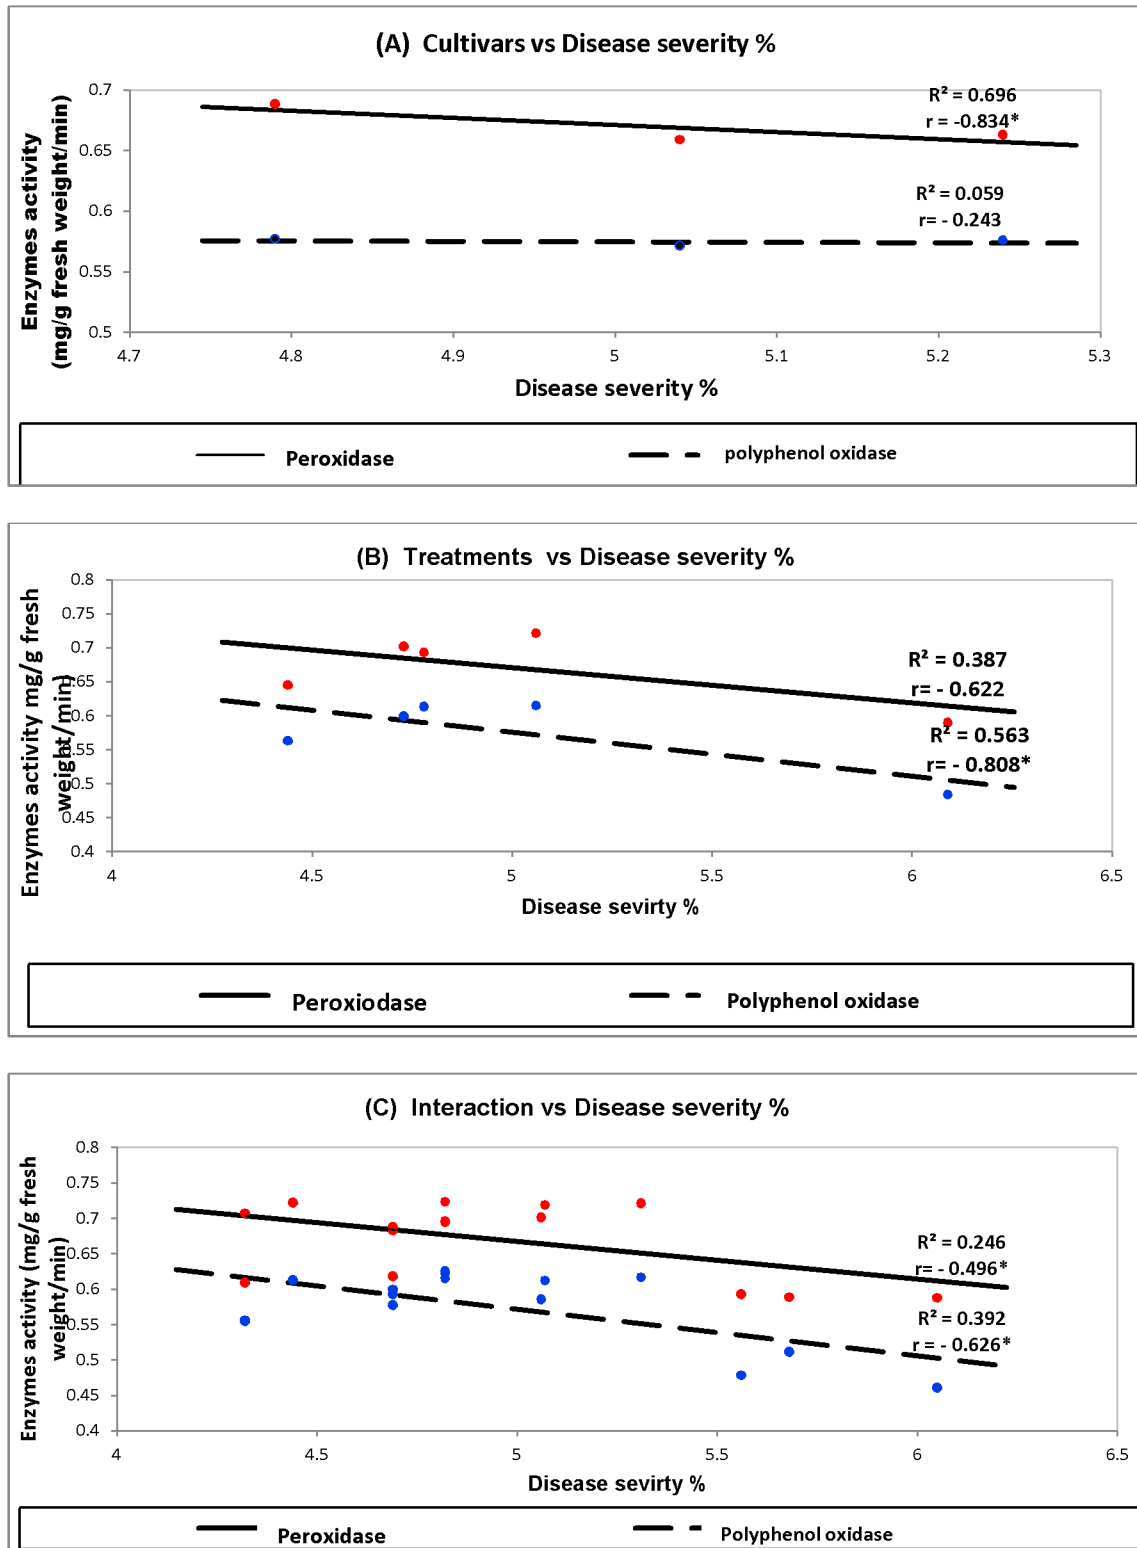 (A) Cultivars vs Disease severity %
Enzymes activity
(mg/g fresh weight/min)
0.7
0.65
0.6
0.55
0.5
R² = 0.696
r = -0.834*
R² = 0.059
r= - 0.243
4.7 4.8 4.9 5 5.1 5.2 5.3
Disease severity %
Peroxidase polyphenol oxidase
(B) Treatments vs Disease severity %
Enzymes activity mg/g fresh
weight/min)
0.8
0.75
0.7
0.65
0.6
0.55
0.5
0.45
0.4
R² = 0.387
r= - 0.622
R² = 0.563
r= - 0.808*
4 4.5 5 5.5 6 6.5
Disease sevirty %
Peroxiodase Polyphenol oxidase
(C) Interaction vs Disease severity %
Enzymes activity (mg/g fresh
weight/min)
0.8
0.75
0.7
0.65
0.6
0.55
0.5
0.45
0.4
R² = 0.246
r= - 0.496*
R² = 0.392
r = - 0.626*
4 4.5 5 5.5 6 6.5
Disease sevirty %
Peroxidase Polyphenol oxidase